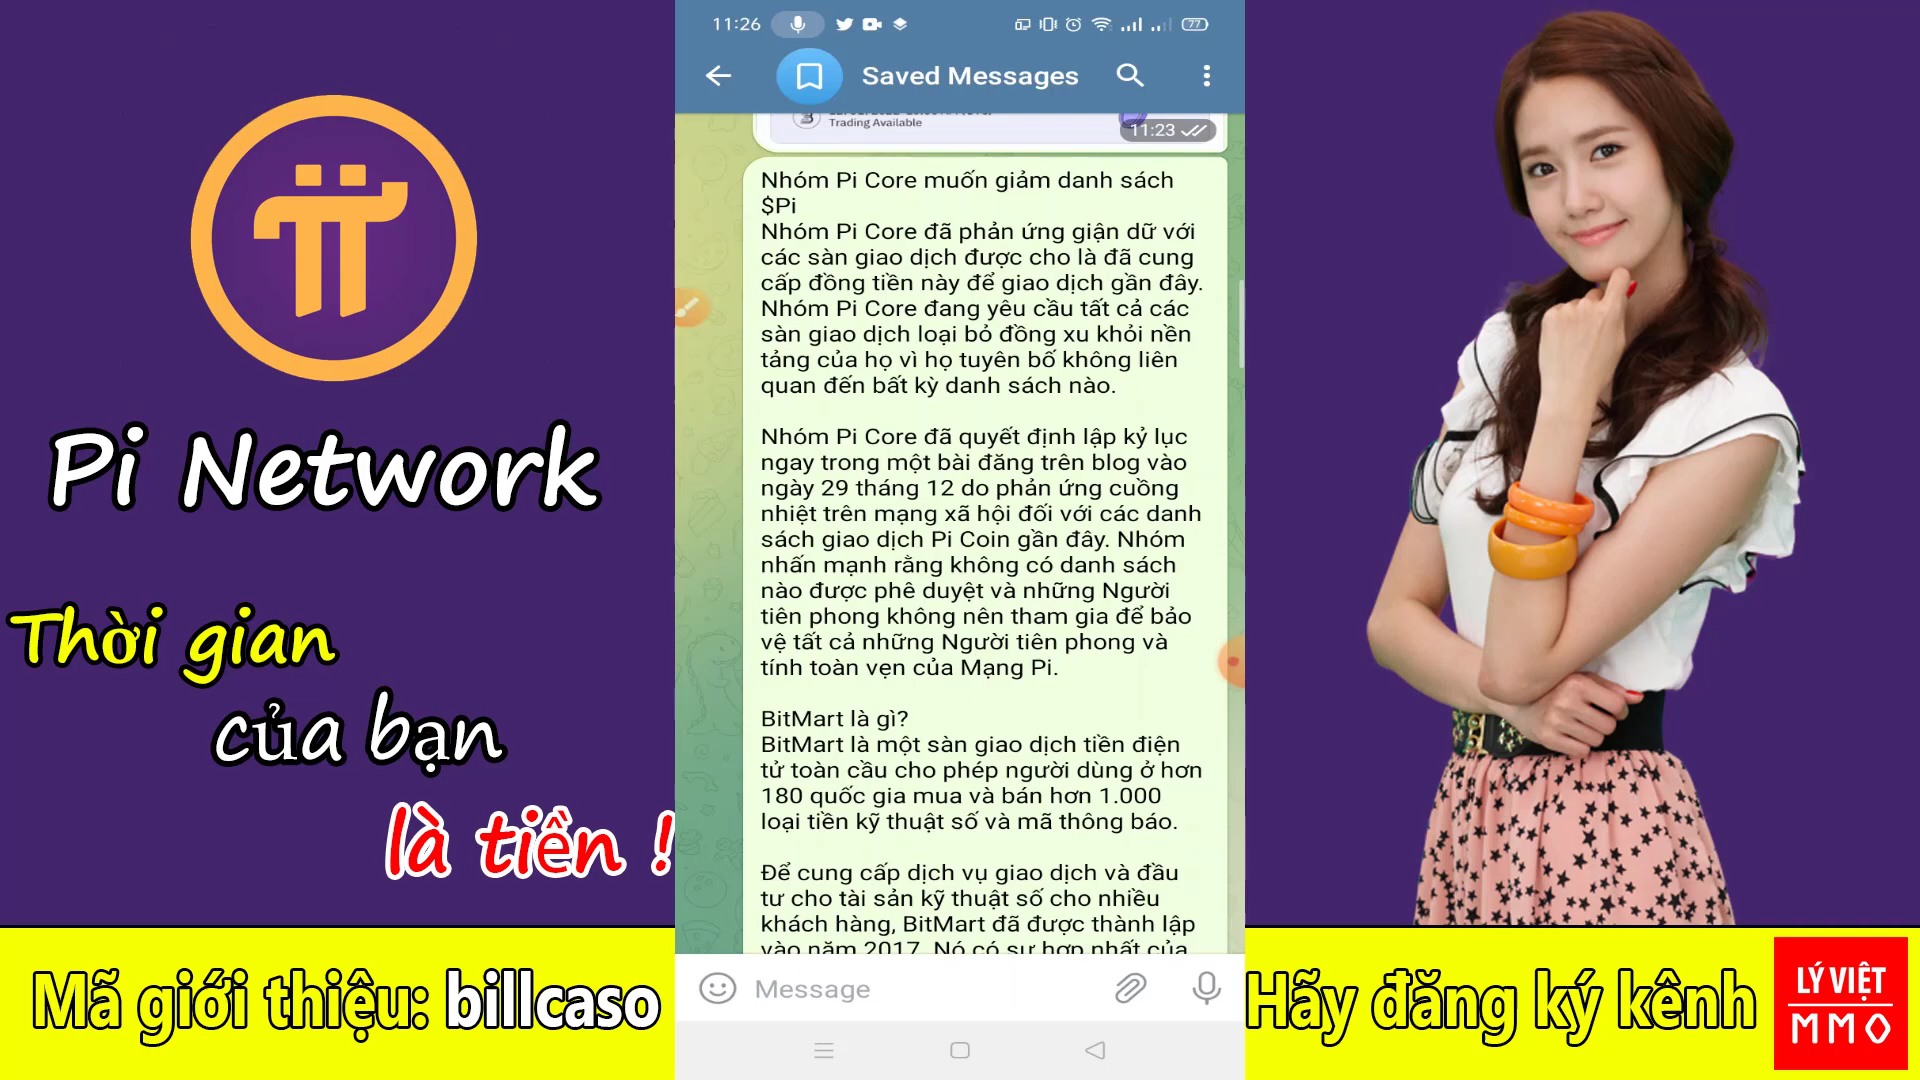 Pi Network
Thời gian
của bạn
là tiền !
Mã giới thiệu: billcaso
11:26
77
Saved Messages
Trading Available
11:23
Nhóm Pi Core muốn giảm danh sách
$Pi
Nhóm Pi Core đã phản ứng giận dữ với
các sàn giao dịch được cho là đã cung
cấp đồng tiền này để giao dịch gần đây.
Nhóm Pi Core đang yêu cầu tất cả các
sàn giao dịch loại bỏ đồng xu khỏi nền
tảng của họ vì họ tuyên bố không liên
quan đến bất kỳ danh sách nào.
Nhóm Pi Core đã quyết định lập kỷ lục
ngay trong một bài đăng trên blog vào
ngày 29 tháng 12 do phản ứng cuồng
nhiệt trên mạng xã hội đối với các danh
sách giao dịch Pi Coin gần đây. Nhóm
nhấn mạnh rằng không có danh sách
nào được phê duyệt và những Người
tiên phong không nên tham gia để bảo
vệ tất cả những Người tiên phong và
tính toàn vẹn của Mạng Pi.
BitMart là gì?
BitMart là một sàn giao dịch tiền điện
tử toàn cầu cho phép người dùng ở hơn
180 quốc gia mua và bán hơn 1.000
loại tiền kỹ thuật số và mã thông báo.
Để cung cấp dịch vụ giao dịch và đầu
tư cho tài sản kỹ thuật số cho nhiều
khách hàng, BitMart đã được thành lập
vào năm 2017. Nó có sự hợp nhất của
Message
Hãy đăng ký kênh
LÝ VIỆT
MMO